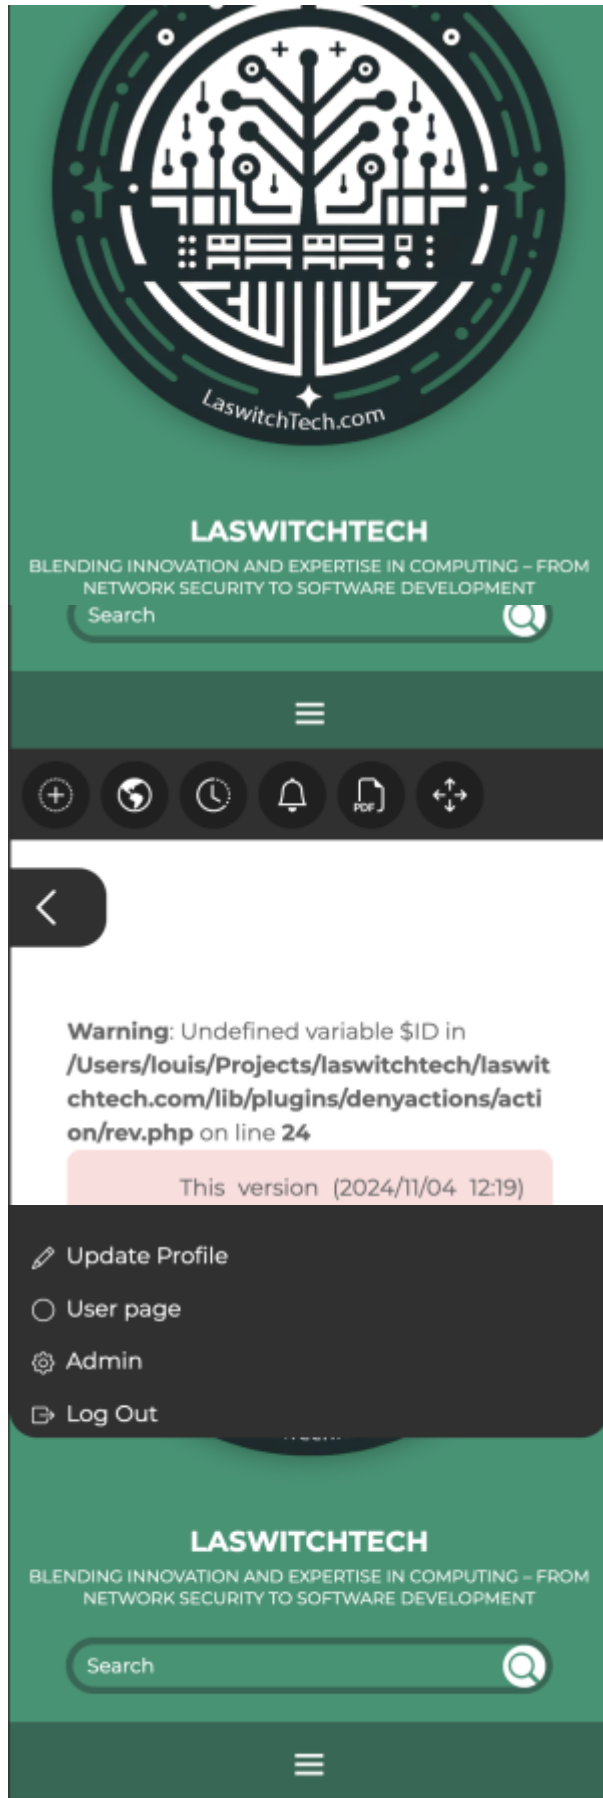 LaswitchTech.com
LASWITCHTECH
BLENDING INNOVATION AND EXPERTISE IN COMPUTING – FROM
NETWORK SECURITY TO SOFTWARE DEVELOPMENT
Search
PDF
Warning: Undefined variable $ID in
/Users/louis/Projects/laswitchtech/laswit
chtech.com/lib/plugins/denyactions/acti
on/rev.php on line 24
This version (2024/11/04 12:19)
Update Profile
User page
Admin
Log Out
LASWITCHTECH
BLENDING INNOVATION AND EXPERTISE IN COMPUTING – FROM
NETWORK SECURITY TO SOFTWARE DEVELOPMENT
Search